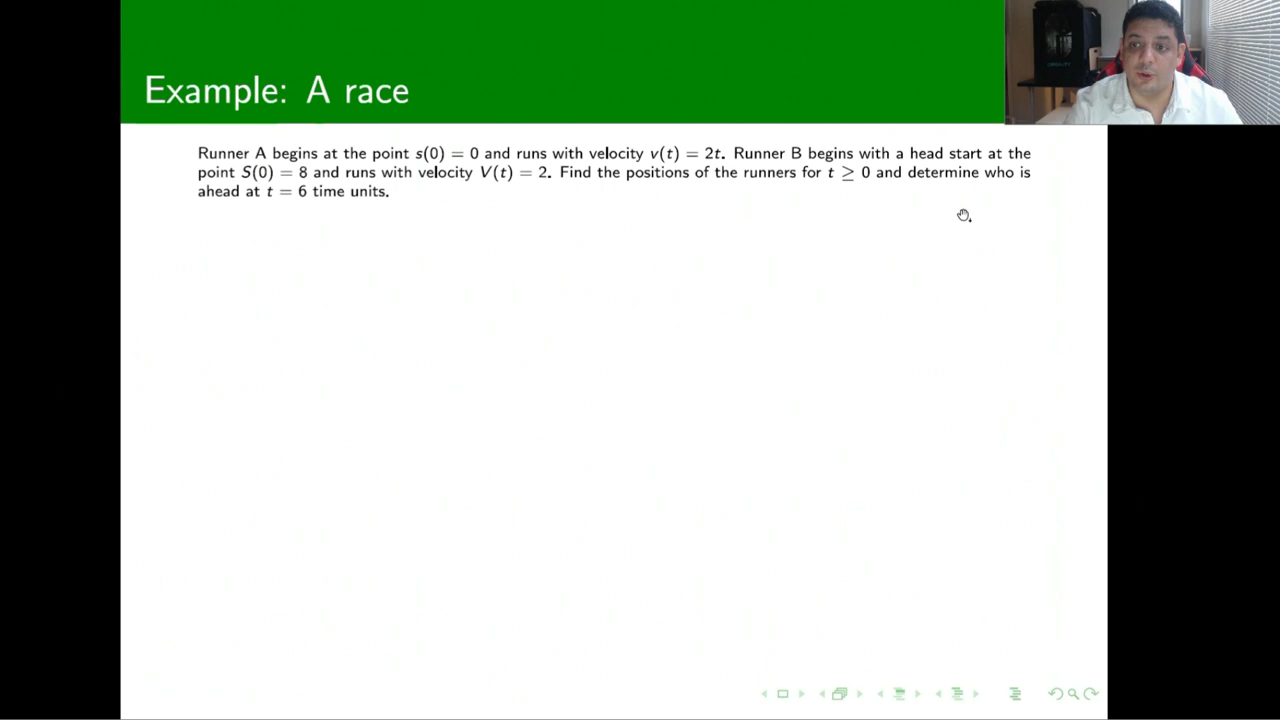 Example: A race
Runner A begins at the point s(0) = 0 and runs with velocity v(t) = 2t. Runner B begins with a head start at the
point S(0) = 8 and runs with velocity V(t) = 2. Find the positions of the runners for t ≥ 0 and determine who is
ahead at t = 6 time units.